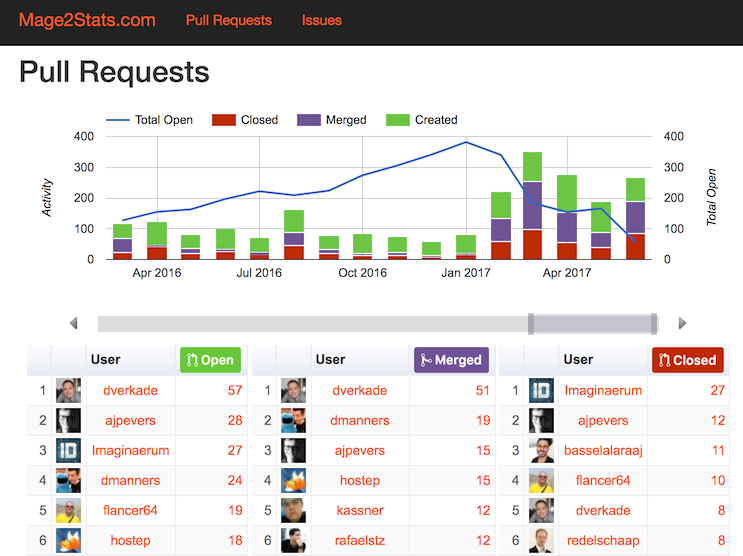 Mage2Stats.com Pull Requests Issues
Pull Requests
Total Open Closed Merged Created
400 400
300 300
Activity
200 200
Total Open
100 100
0 0
Apr 2016 Jul 2016 Oct 2016 Jan 2017 Apr 2017
User Open User Merged User Closed
1 dverkade 57 1 dverkade 51 1 Imaginaerum 27
2 ajpevers 28 2 dmanners 19 2 ajpevers 12
3 Imaginaerum 27 3 ajpevers 15 3 basselalaraaj 11
4 dmanners 24 4 hostep 15 4 flancer64 10
5 flancer64 19 5 kassner 12 5 dverkade 8
6 hostep 18 6 rafaelstz 12 6 redelschaap 8